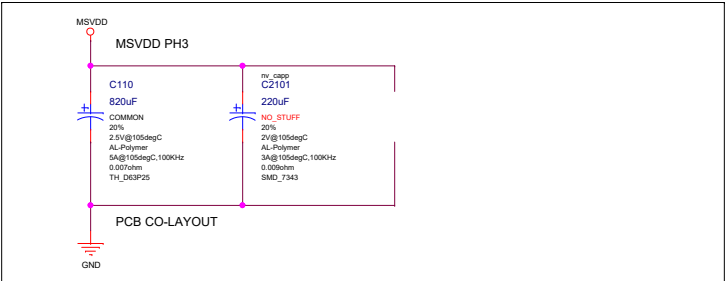 MSVDD
MSVDD PH3
C110
820uF
COMMON
20%
2.5V@105degC
AL-Polymer
5A@105degC,100KHz
0.007ohm
TH_D63P25
nv_capp
C2101
220uF
NO_STUFF
20%
2V@105degC
AL-Polymer
3A@105degC,100KHz
0.009ohm
SMD_7343
PCB CO-LAYOUT
GND